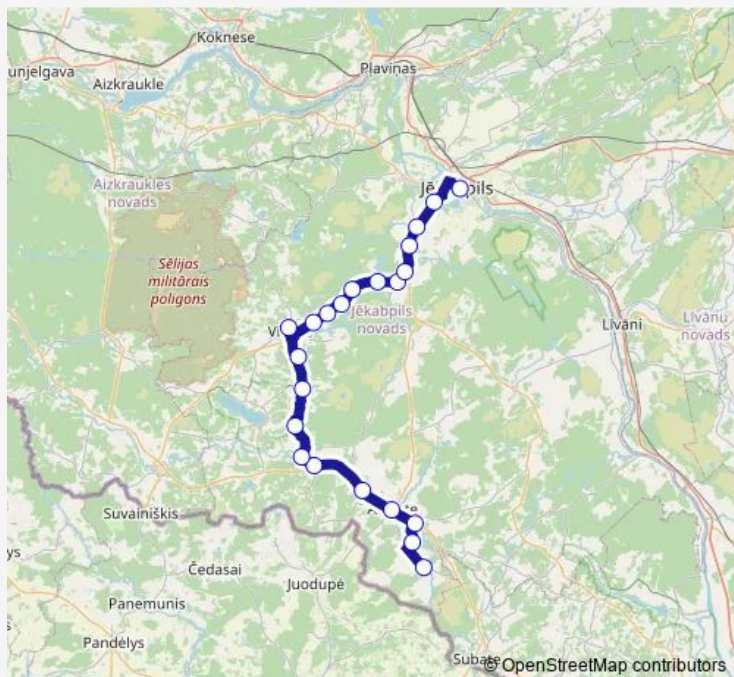 Koknese
unjelgava
Aizkraukle
Pļaviņas
Aizkraukles
novads
Sēlijas
militārais
poligons
Jēkabpils
novads
Līvāni
Līvānu
novads
Suvainiškis
ys
Čedasai
Juodupė
Panemunis
Pandėlys
Subate
© OpenStreetMap contributors